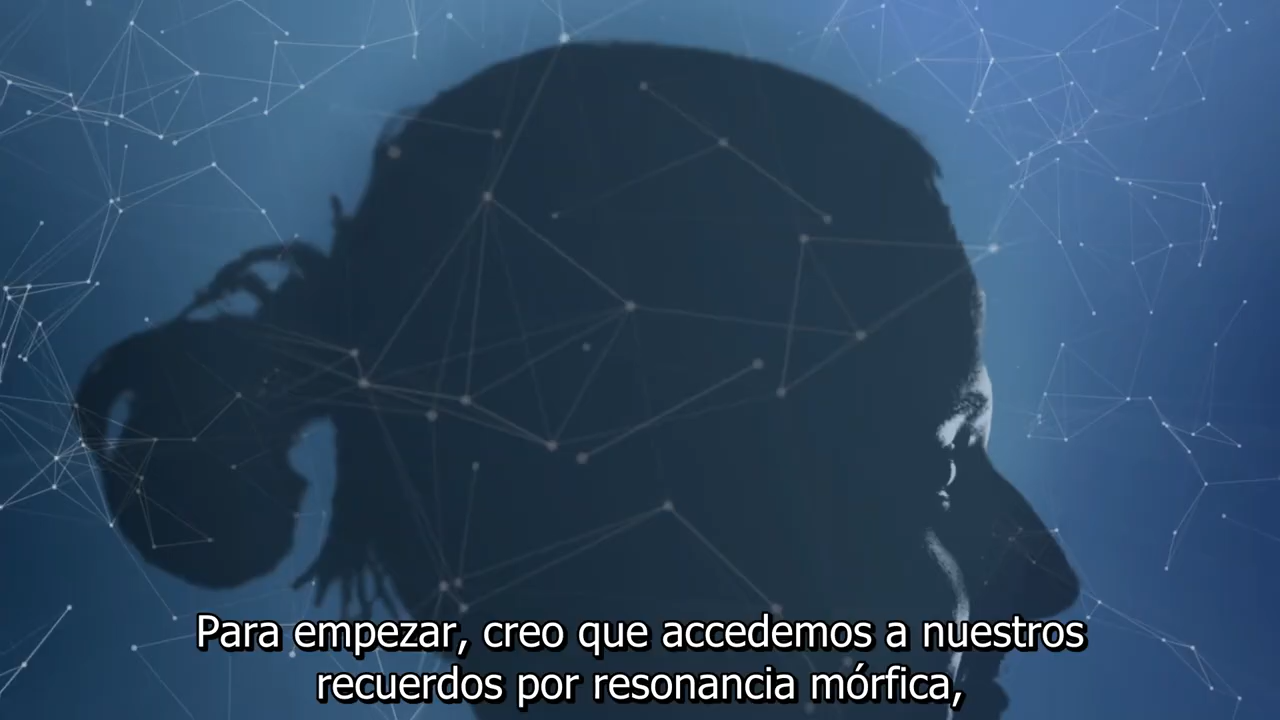 Para empezar, creo que accedemos a nuestros
recuerdos por resonancia mórfica,